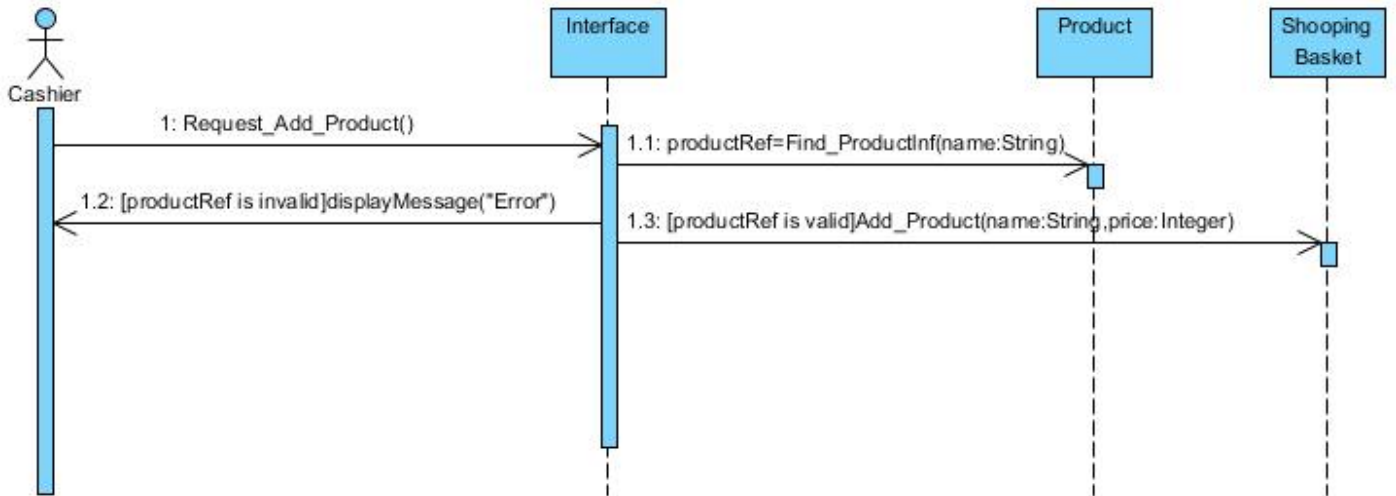 Cashier
Interface
Product
Shooping
Basket
1: Request_Add_Product()
1.1: productRef=Find_ProductInf(name:String)
1.2: [productRef is invalid]displayMessage("Error")
1.3: [productRef is valid]Add_Product(name:String,price:Integer)